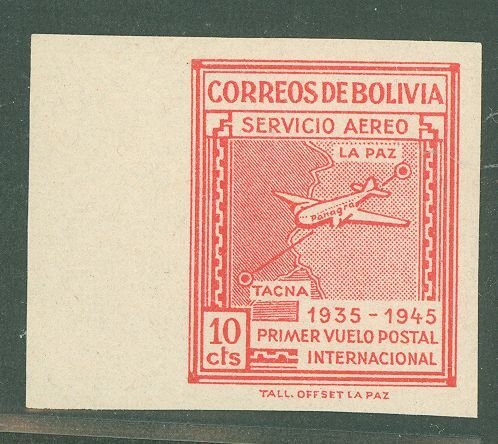 CORREOS DE BOLIVIA
SERVICIO AEREO
LA PAZ
Panagra
TACNA
1935 - 1945
10
cts
PRIMER VUELO POSTAL
INTERNACIONAL
TALL. OFFSET LA PAZ